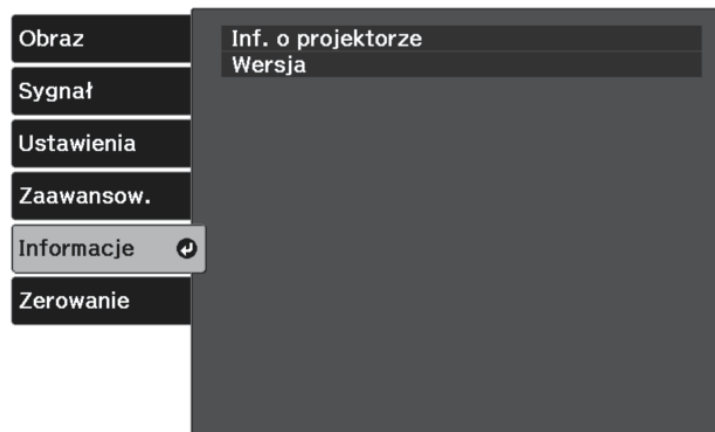 Obraz
Sygnał
Ustawienia
Zaawansow.
Informacje
Zerowanie
Inf. o projektorze
Wersja